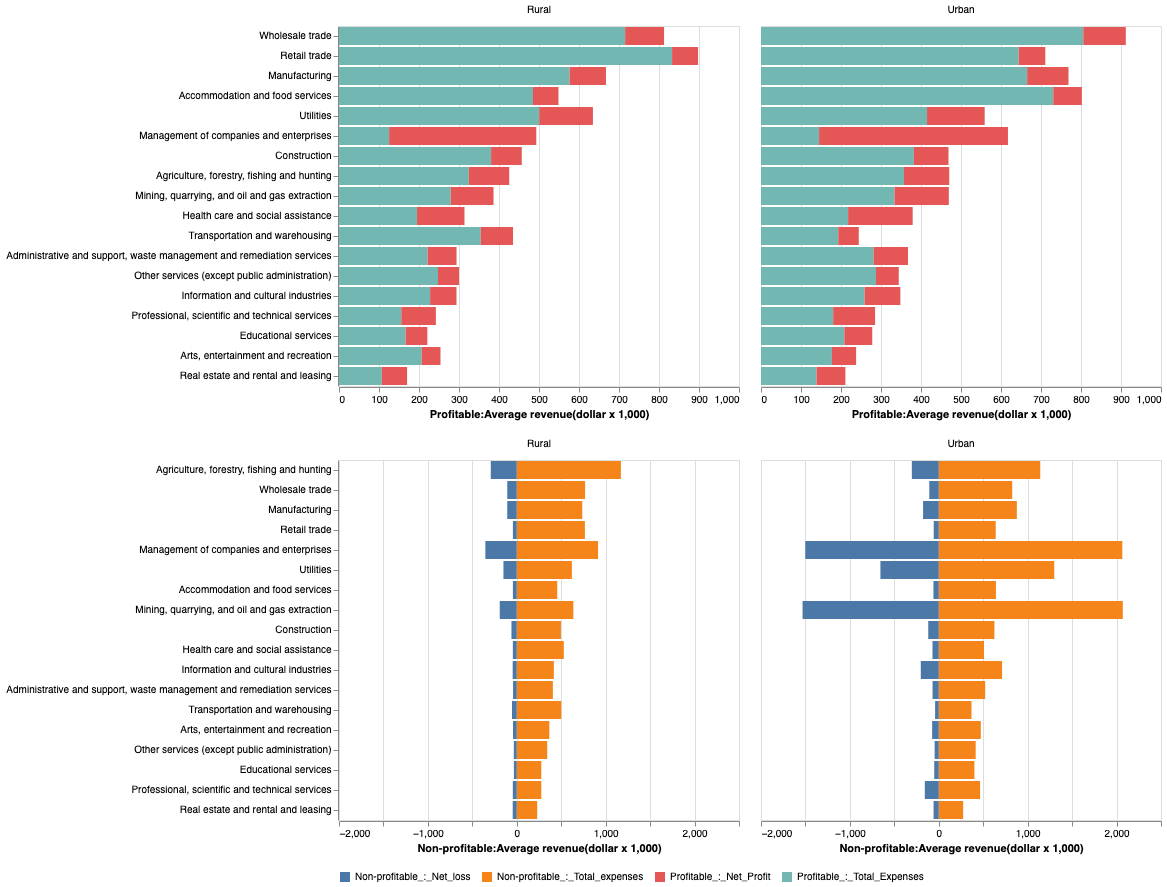 Rural
Urban
Wholesale trade
Retail trade
Manufacturing
Accommodation and food services
Utilities
Management of companies and enterprises
Construction
Agriculture, forestry, fishing and hunting
Mining, quarrying, and oil and gas extraction
Health care and social assistance
Transportation and warehousing
Administrative and support, waste management and remediation services
Other services (except public administration)
Information and cultural industries
Professional, scientific and technical services
Educational services
Arts, entertainment and recreation
Real estate and rental and leasing
0 100 200 300 400 500 600 700 800 900 1,000
0 100 200 300 400 500 600 700 800 900 1,000
Profitable:Average revenue(dollar x 1,000)
Profitable:Average revenue(dollar x 1,000)
Rural
Urban
Agriculture, forestry, fishing and hunting
Wholesale trade
Manufacturing
Retail trade
Management of companies and enterprises
Utilities
Accommodation and food services
Mining, quarrying, and oil and gas extraction
Construction
Health care and social assistance
Information and cultural industries
Administrative and support, waste management and remediation services
Transportation and warehousing
Arts, entertainment and recreation
Other services (except public administration)
Educational services
Professional, scientific and technical services
Real estate and rental and leasing
−2,000 −1,000 0 1,000 2,000
−2,000 −1,000 0 1,000 2,000
Non-profitable:Average revenue(dollar x 1,000)
Non-profitable:Average revenue(dollar x 1,000)
Non-profitable_:_Net_loss Non-profitable_:_Total_expenses Profitable_:_Net_Profit Profitable_:_Total_Expenses